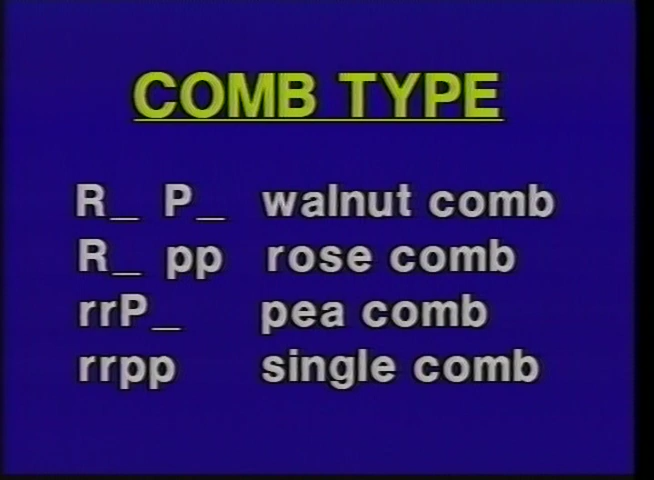 COMB TYPE
R_ P_ walnut comb
R_ pp rose comb
rrP_ pea comb
rrpp single comb